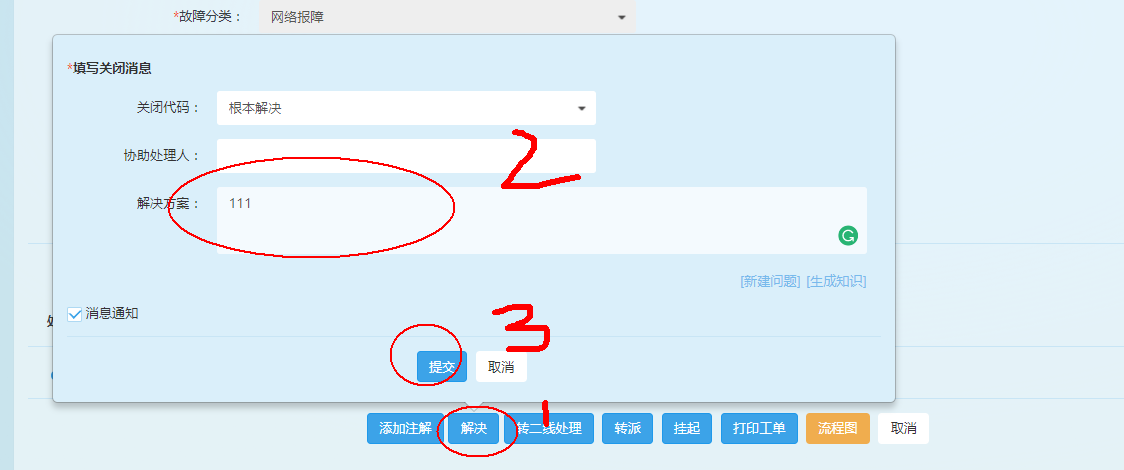 *故障分类： 网络报障
*填写关闭消息
关闭代码： 根本解决
协助处理人：
2
解决方案： 111
[新建问题] [生成知识]
消息通知
3
提交 取消
1
添加注解 解决 转二线处理 转派 挂起 打印工单 流程图 取消